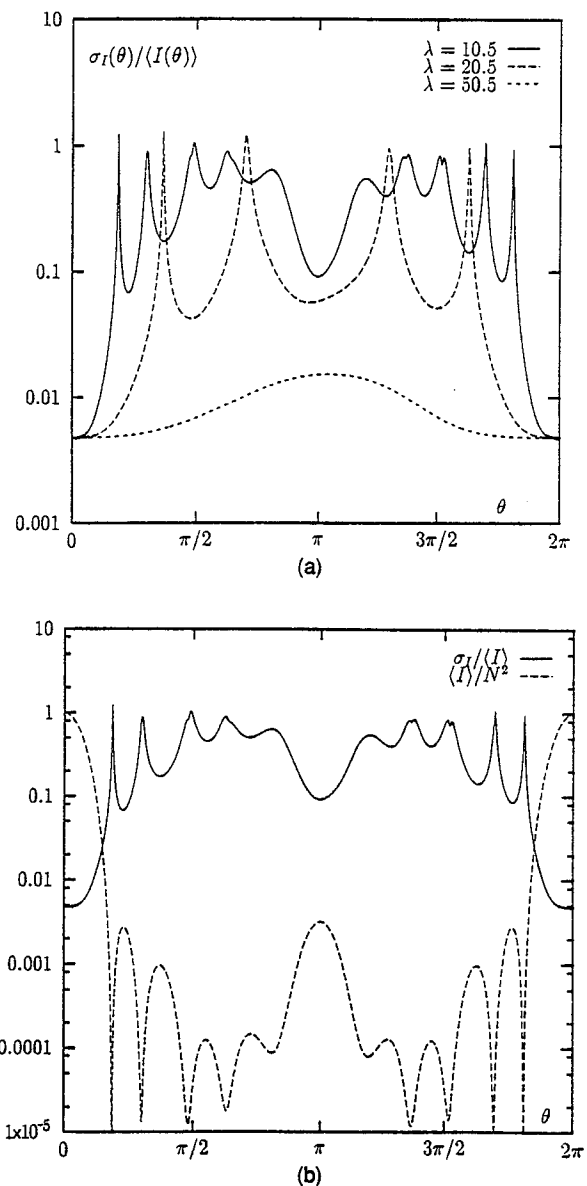 10
σ_I(θ)/⟨I(θ)⟩
λ = 10.5
λ = 20.5
λ = 50.5
1
0.1
0.01
0.001
θ
0
π/2
π
3π/2
2π
(a)
10
σ_I/⟨I⟩
⟨I⟩/N²
1
0.1
0.01
0.001
0.0001
1x10⁻⁵
θ
0
π/2
π
3π/2
2π
(b)